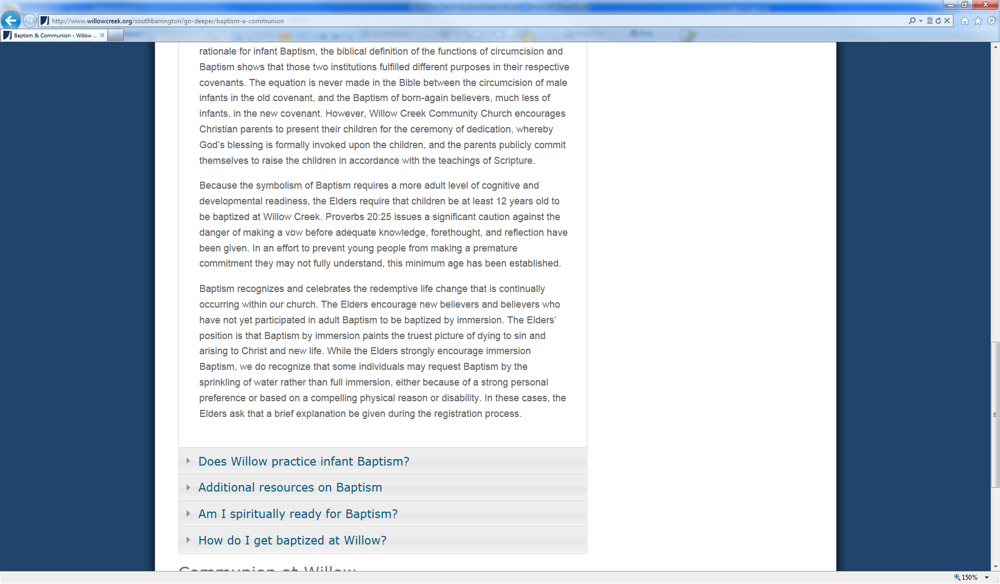 http://www.willowcreek.org/southbarrington/go-deeper/baptism-a-communion
Baptism & Communion - Willow ...
rationale for infant Baptism, the biblical definition of the functions of circumcision and
Baptism shows that those two institutions fulfilled different purposes in their respective
covenants. The equation is never made in the Bible between the circumcision of male
infants in the old covenant, and the Baptism of born-again believers, much less of
infants, in the new covenant. However, Willow Creek Community Church encourages
Christian parents to present their children for the ceremony of dedication, whereby
God’s blessing is formally invoked upon the children, and the parents publicly commit
themselves to raise the children in accordance with the teachings of Scripture.
Because the symbolism of Baptism requires a more adult level of cognitive and
developmental readiness, the Elders require that children be at least 12 years old to
be baptized at Willow Creek. Proverbs 20:25 issues a significant caution against the
danger of making a vow before adequate knowledge, forethought, and reflection have
been given. In an effort to prevent young people from making a premature
commitment they may not fully understand, this minimum age has been established.
Baptism recognizes and celebrates the redemptive life change that is continually
occurring within our church. The Elders encourage new believers and believers who
have not yet participated in adult Baptism to be baptized by immersion. The Elders’
position is that Baptism by immersion paints the truest picture of dying to sin and
arising to Christ and new life. While the Elders strongly encourage immersion
Baptism, we do recognize that some individuals may request Baptism by the
sprinkling of water rather than full immersion, either because of a strong personal
preference or based on a compelling physical reason or disability. In these cases, the
Elders ask that a brief explanation be given during the registration process.
Does Willow practice infant Baptism?
Additional resources on Baptism
Am I spiritually ready for Baptism?
How do I get baptized at Willow?
Communion at Willow
150%